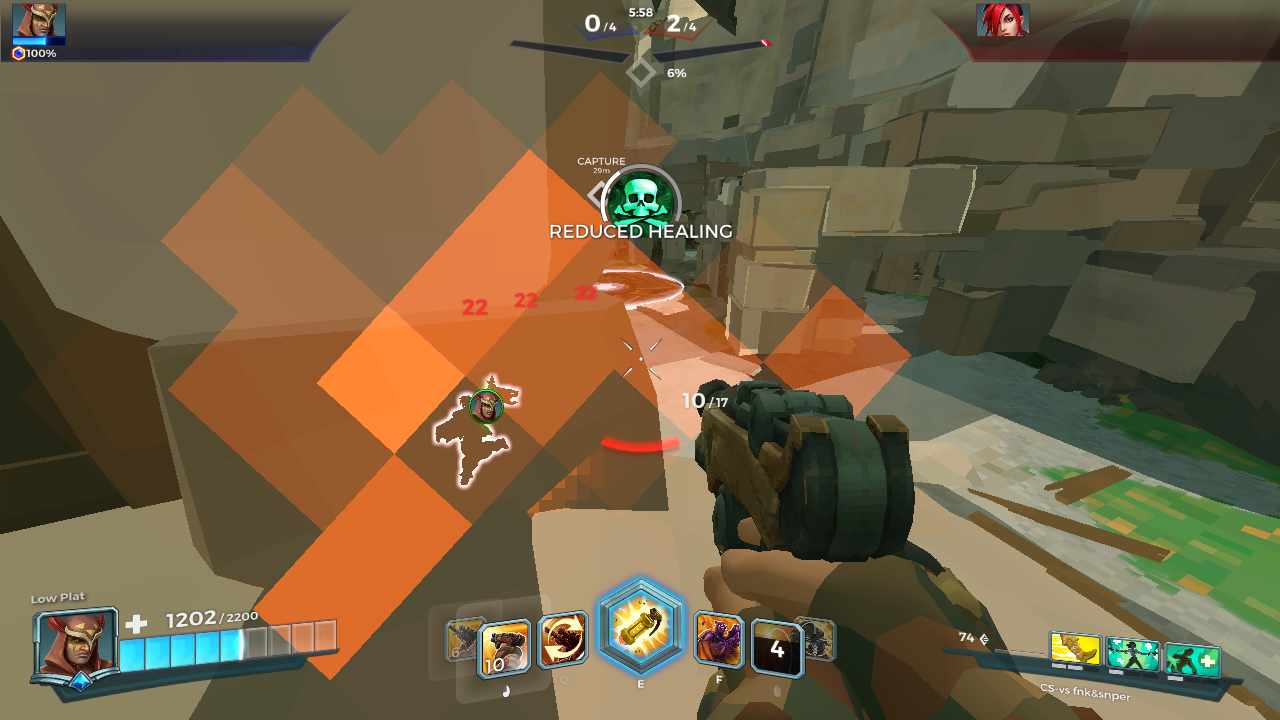 5:58
0/4
2/4
100%
6%
CAPTURE
29m
REDUCED HEALING
22
22
22
10/17
Low Plat
1202/2200
6
10
4
Q
E
F
74
CS-vs fnk&snper